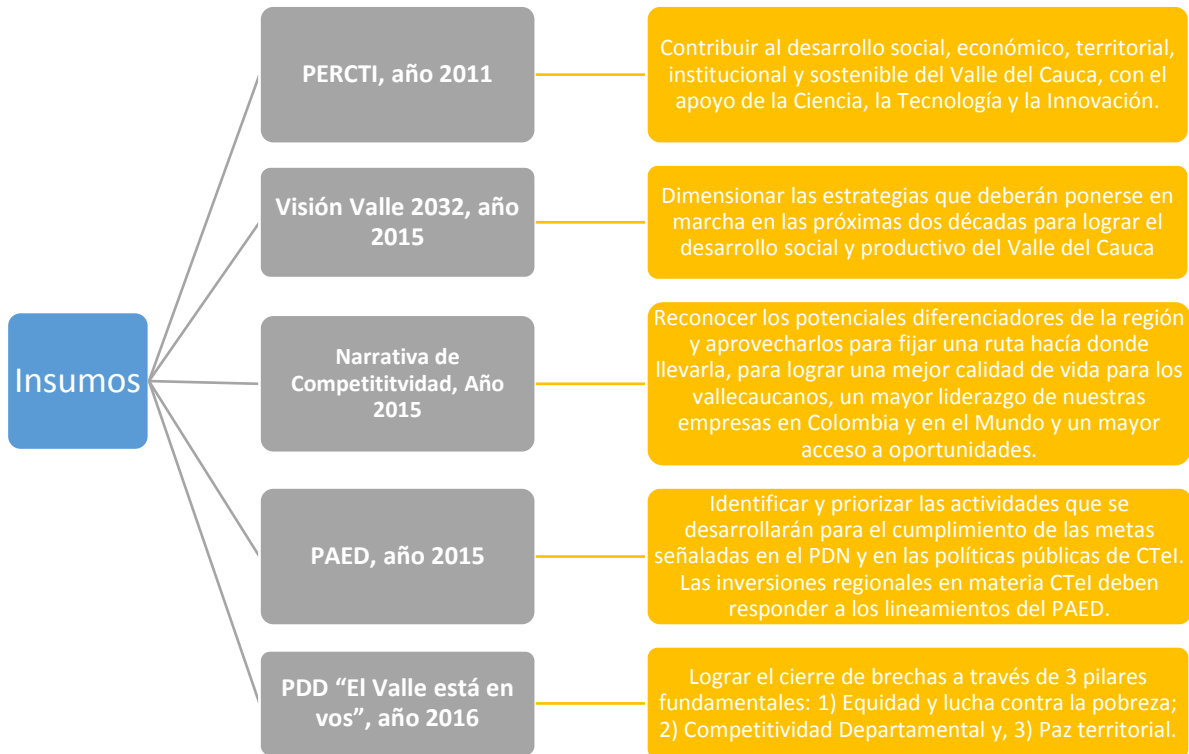 Insumos
PERCTI, año 2011
Contribuir al desarrollo social, económico, territorial,
institucional y sostenible del Valle del Cauca, con el
apoyo de la Ciencia, la Tecnología y la Innovación.
Visión Valle 2032, año
2015
Dimensionar las estrategias que deberán ponerse en
marcha en las próximas dos décadas para lograr el
desarrollo social y productivo del Valle del Cauca
Narrativa de
Competititvidad, Año
2015
Reconocer los potenciales diferenciadores de la región
y aprovecharlos para fijar una ruta hacía donde
llevarla, para lograr una mejor calidad de vida para los
vallecaucanos, un mayor liderazgo de nuestras
empresas en Colombia y en el Mundo y un mayor
acceso a oportunidades.
PAED, año 2015
Identificar y priorizar las actividades que se
desarrollarán para el cumplimiento de las metas
señaladas en el PDN y en las políticas públicas de CTeI.
Las inversiones regionales en materia CTeI deben
responder a los lineamientos del PAED.
PDD “El Valle está en
vos”, año 2016
Lograr el cierre de brechas a través de 3 pilares
fundamentales: 1) Equidad y lucha contra la pobreza;
2) Competitividad Departamental y, 3) Paz territorial.